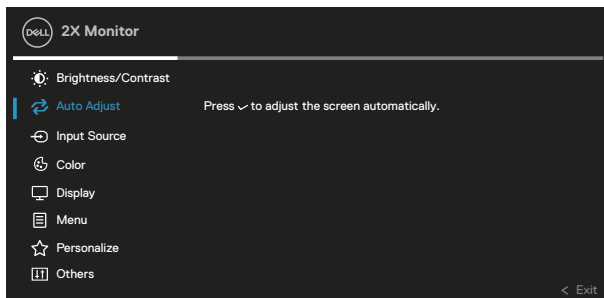 DELL 2X Monitor
Brightness/Contrast
Auto Adjust Press ✓ to adjust the screen automatically.
Input Source
Color
Display
Menu
Personalize
Others
< Exit